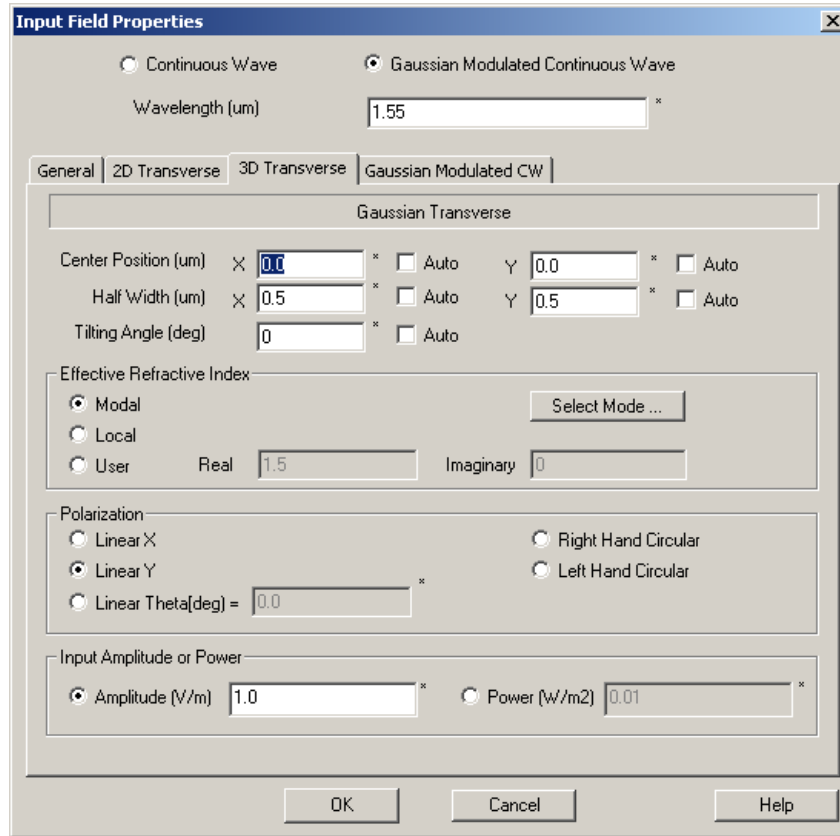 Input Field Properties
Continuous Wave Gaussian Modulated Continuous Wave
Wavelength (um) 1.55 *
General 2D Transverse 3D Transverse Gaussian Modulated CW
Gaussian Transverse
Center Position (um) X 0.0 * Auto Y 0.0 * Auto
Half Width (um) X 0.5 * Auto Y 0.5 * Auto
Tilting Angle (deg) 0 * Auto
Effective Refractive Index
Modal Select Mode ...
Local
User Real 1.5 Imaginary 0
Polarization
Linear X Right Hand Circular
Linear Y Left Hand Circular
Linear Theta[deg] = 0.0 *
Input Amplitude or Power
Amplitude (V/m) 1.0 * Power (W/m2) 0.01 *
OK Cancel Help